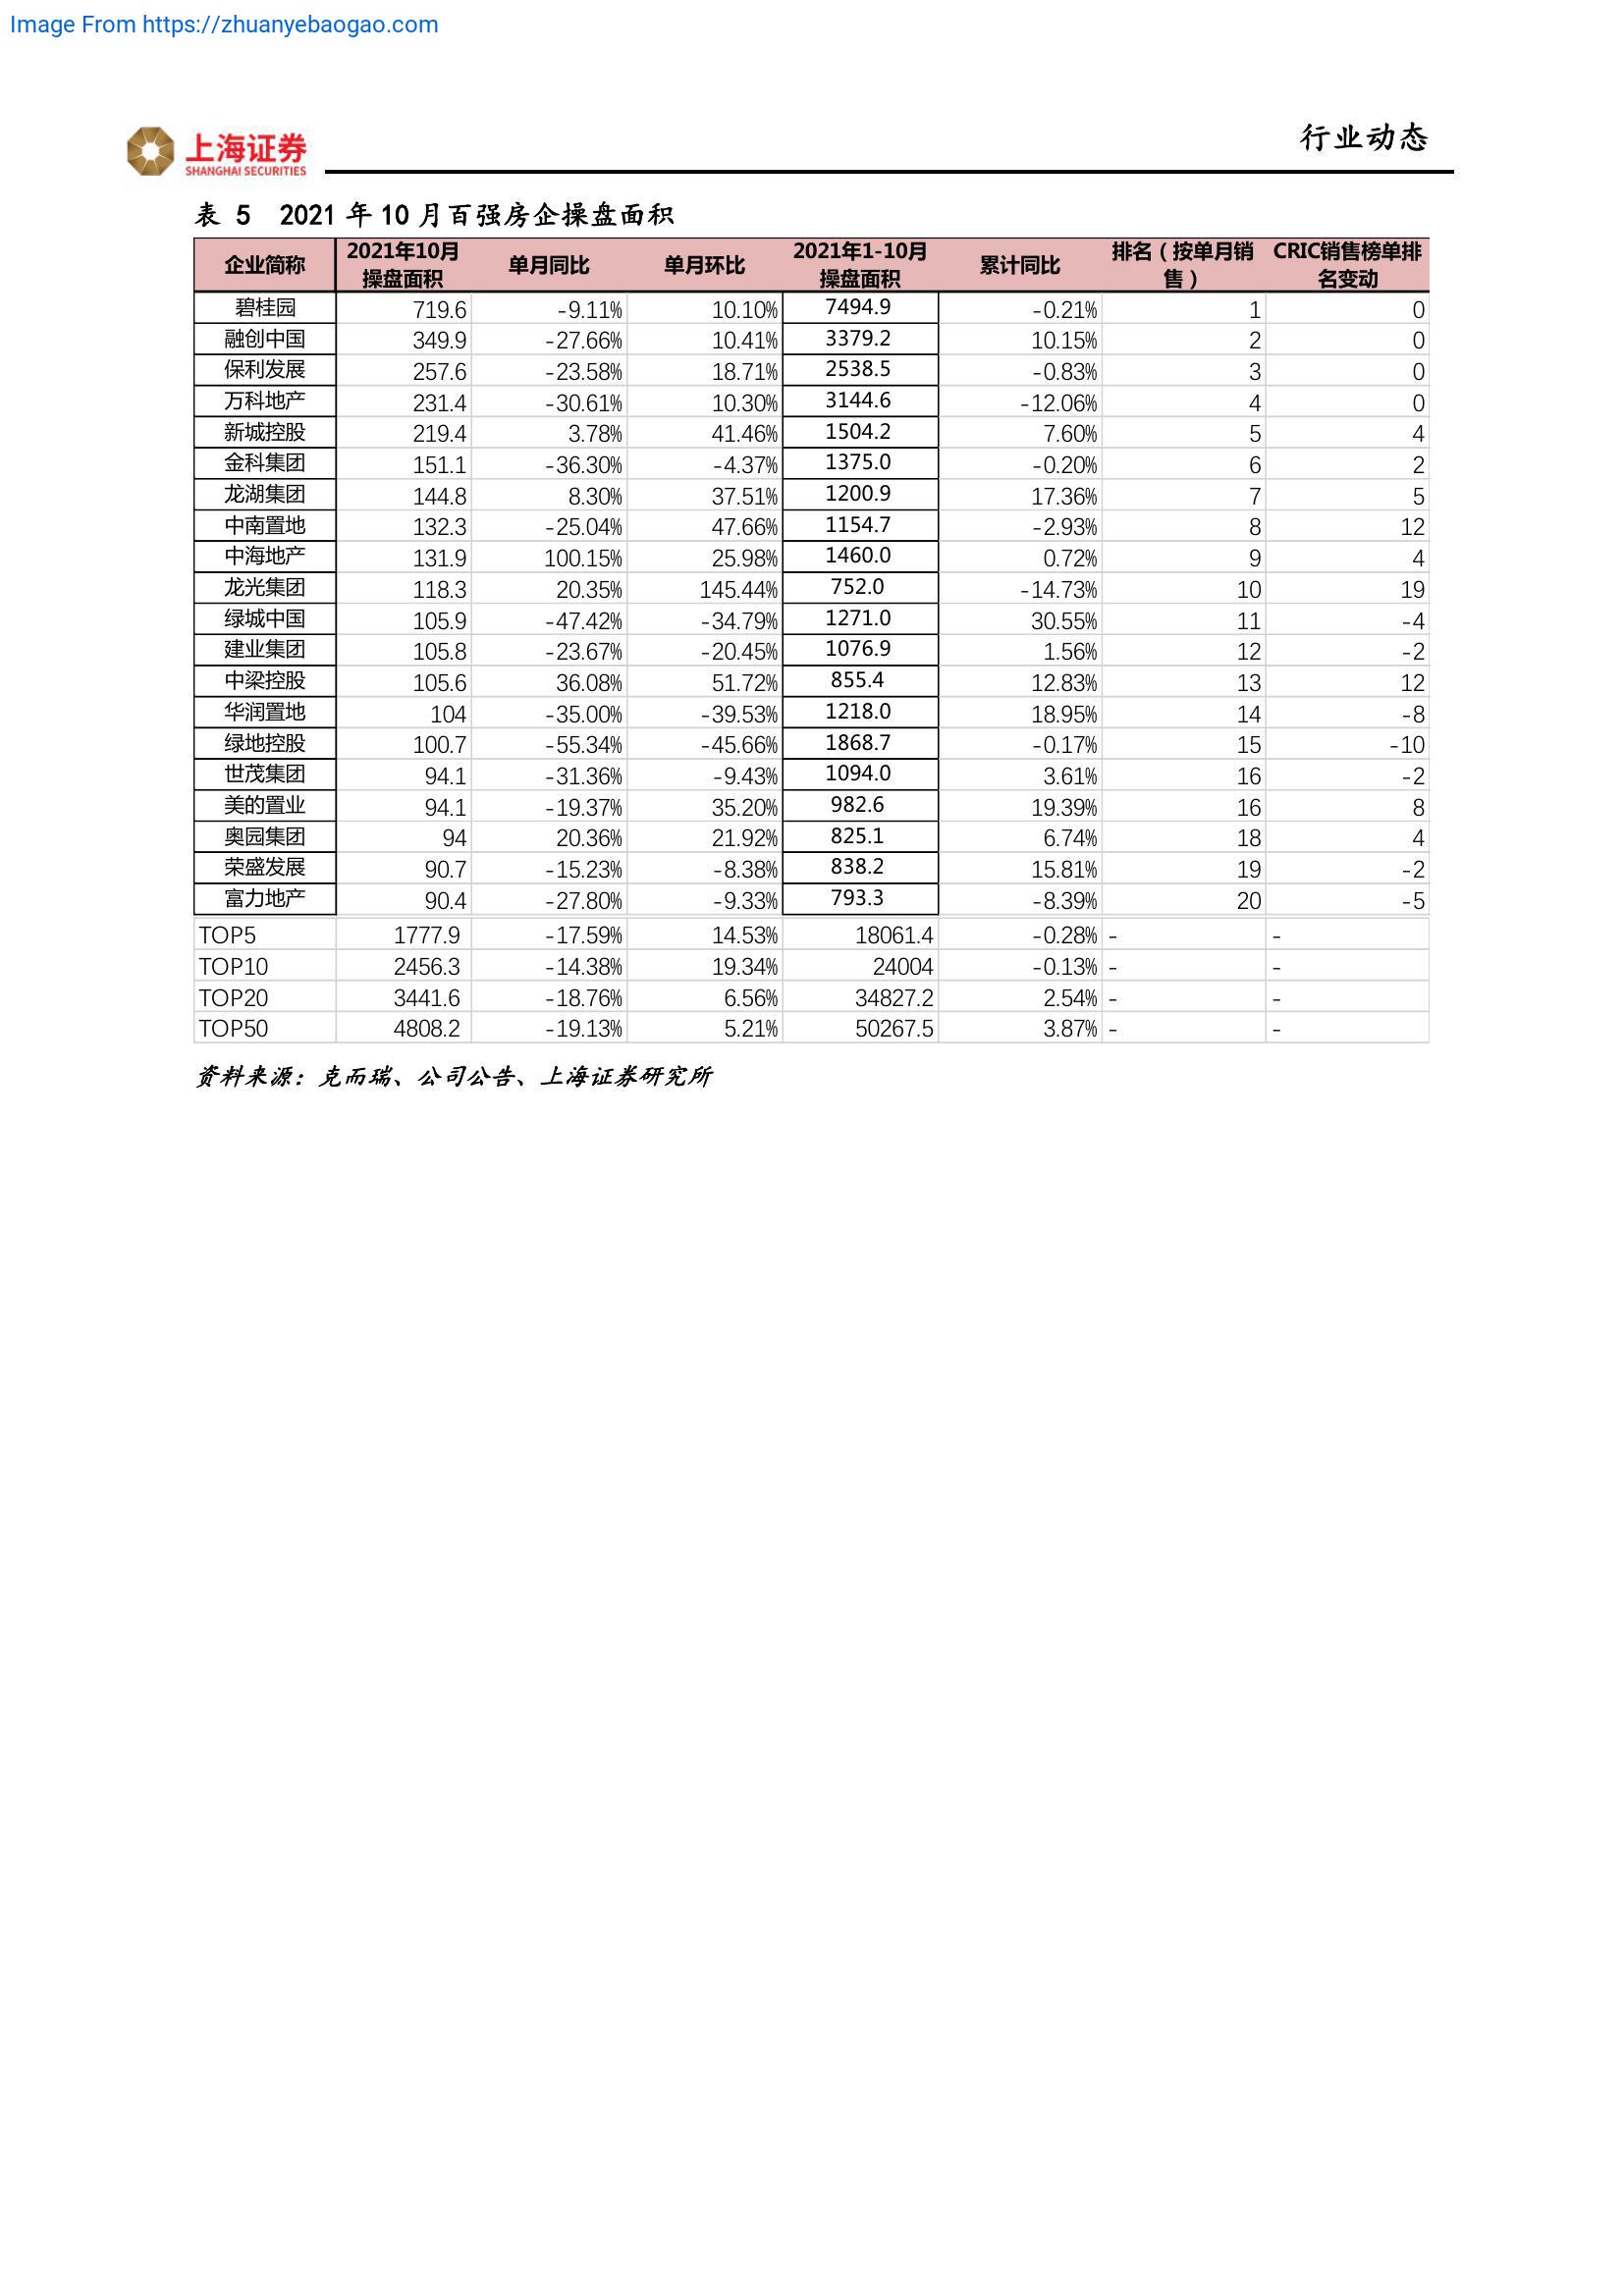 Image From https://zhuanyebaogao.com
上海证券
SHANGHAI SECURITIES
行业动态
表 5 2021 年 10 月百强房企操盘面积
企业简称 2021年10月操盘面积 单月同比 单月环比 2021年1-10月操盘面积 累计同比 排名（按单月销售） CRIC销售榜单排名变动
碧桂园 719.6 -9.11% 10.10% 7494.9 -0.21% 1 0
融创中国 349.9 -27.66% 10.41% 3379.2 10.15% 2 0
保利发展 257.6 -23.58% 18.71% 2538.5 -0.83% 3 0
万科地产 231.4 -30.61% 10.30% 3144.6 -12.06% 4 0
新城控股 219.4 3.78% 41.46% 1504.2 7.60% 5 4
金科集团 151.1 -36.30% -4.37% 1375.0 -0.20% 6 2
龙湖集团 144.8 8.30% 37.51% 1200.9 17.36% 7 5
中南置地 132.3 -25.04% 47.66% 1154.7 -2.93% 8 12
中海地产 131.9 100.15% 25.98% 1460.0 0.72% 9 4
龙光集团 118.3 20.35% 145.44% 752.0 -14.73% 10 19
绿城中国 105.9 -47.42% -34.79% 1271.0 30.55% 11 -4
建业集团 105.8 -23.67% -20.45% 1076.9 1.56% 12 -2
中梁控股 105.6 36.08% 51.72% 855.4 12.83% 13 12
华润置地 104 -35.00% -39.53% 1218.0 18.95% 14 -8
绿地控股 100.7 -55.34% -45.66% 1868.7 -0.17% 15 -10
世茂集团 94.1 -31.36% -9.43% 1094.0 3.61% 16 -2
美的置业 94.1 -19.37% 35.20% 982.6 19.39% 16 8
奥园集团 94 20.36% 21.92% 825.1 6.74% 18 4
荣盛发展 90.7 -15.23% -8.38% 838.2 15.81% 19 -2
富力地产 90.4 -27.80% -9.33% 793.3 -8.39% 20 -5
TOP5 1777.9 -17.59% 14.53% 18061.4 -0.28% - -
TOP10 2456.3 -14.38% 19.34% 24004 -0.13% - -
TOP20 3441.6 -18.76% 6.56% 34827.2 2.54% - -
TOP50 4808.2 -19.13% 5.21% 50267.5 3.87% - -
资料来源：克而瑞、公司公告、上海证券研究所